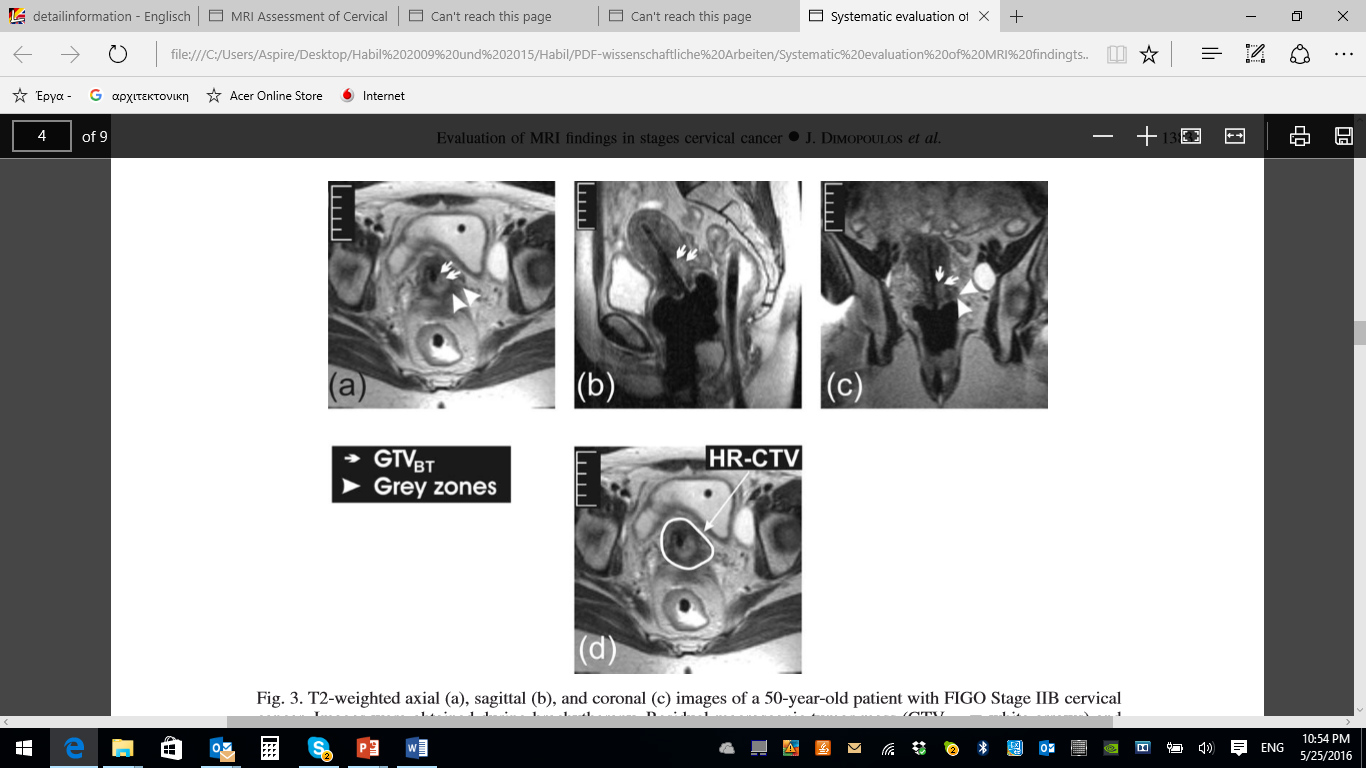 detailinformation - Englisch
MRI Assessment of Cervical
Can't reach this page
Can't reach this page
Systematic evaluation of
file:///C:/Users/Aspire/Desktop/Habil%202009%20und%202015/Habil/PDF-wissenschaftliche%20Arbeiten/Systematic%20evaluation%20of%20MRI%20findingts..
Έργα -
G αρχιτεκτονικη
Acer Online Store
Internet
4 of 9
Evaluation of MRI findings in stages cervical cancer ● J. DIMOPOULOS et al.
(a)
(b)
(c)
GTVBT
Grey zones
HR-CTV
(d)
Fig. 3. T2-weighted axial (a), sagittal (b), and coronal (c) images of a 50-year-old patient with FIGO Stage IIB cervical
ENG
10:54 PM
5/25/2016